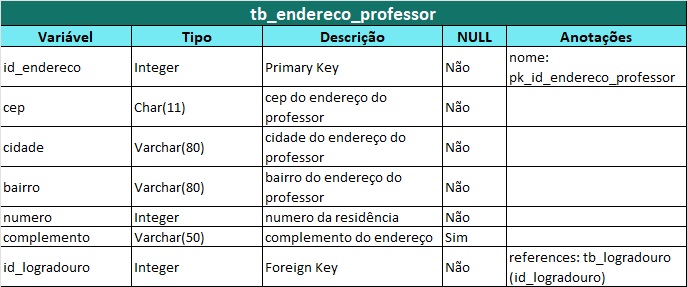 tb_endereco_professor
Variável Tipo Descrição NULL Anotações
id_endereco Integer Primary Key Não nome:
pk_id_endereco_professor
cep Char(11) cep do endereço do
professor Não
cidade Varchar(80) cidade do endereço do
professor Não
bairro Varchar(80) bairro do endereço do
professor Não
numero Integer numero da residência Não
complemento Varchar(50) complemento do endereço Sim
id_logradouro Integer Foreign Key Não references: tb_logradouro
(id_logradouro)